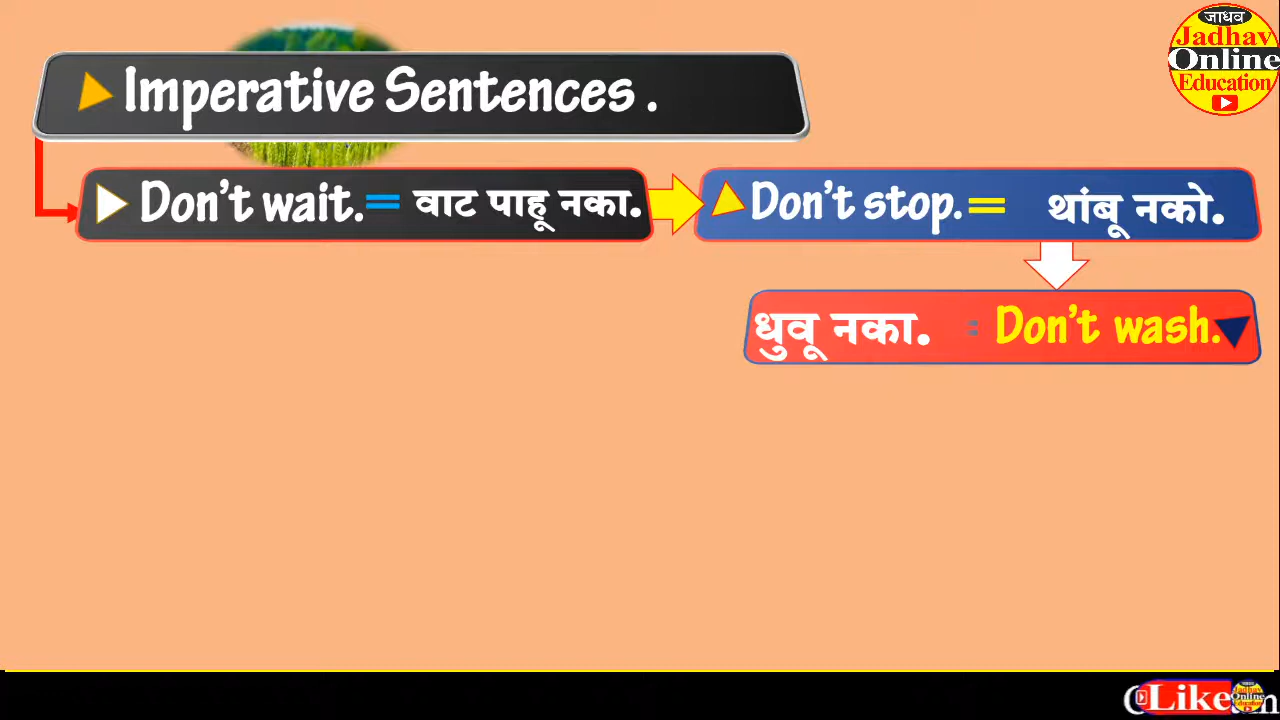 जाधव
Jadhav
Online
Education
Imperative Sentences .
Don't wait. = वाट पाहू नका.
Don't stop. = थांबू नको.
धुवू नका. = Don't wash.
Like